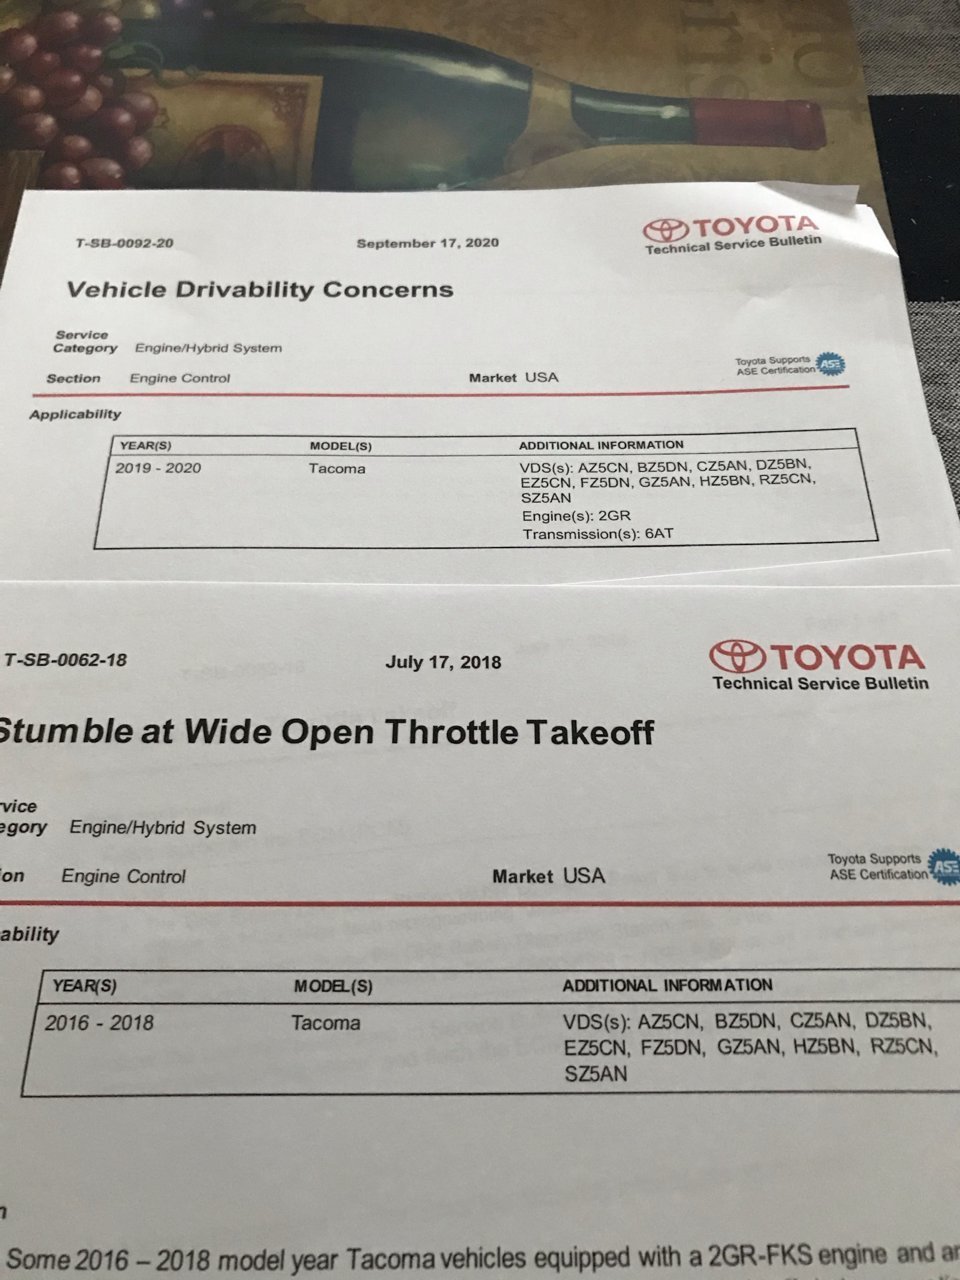 T-SB-0092-20 September 17, 2020 TOYOTA
Technical Service Bulletin
Vehicle Drivability Concerns
Service
Category Engine/Hybrid System
Toyota Supports
ASE Certification ASE
Section Engine Control Market USA
Applicability
YEAR(S) MODEL(S) ADDITIONAL INFORMATION
2019 - 2020 Tacoma VDS(s): AZ5CN, BZ5DN, CZ5AN, DZ5BN,
EZ5CN, FZ5DN, GZ5AN, HZ5BN, RZ5CN,
SZ5AN
Engine(s): 2GR
Transmission(s): 6AT
T-SB-0062-18 July 17, 2018 TOYOTA
Technical Service Bulletin
Stumble at Wide Open Throttle Takeoff
rvice
egory Engine/Hybrid System
Toyota Supports
ASE Certification ASE
on Engine Control Market USA
ability
YEAR(S) MODEL(S) ADDITIONAL INFORMATION
2016 - 2018 Tacoma VDS(s): AZ5CN, BZ5DN, CZ5AN, DZ5BN,
EZ5CN, FZ5DN, GZ5AN, HZ5BN, RZ5CN,
SZ5AN
n
Some 2016 – 2018 model year Tacoma vehicles equipped with a 2GR-FKS engine and